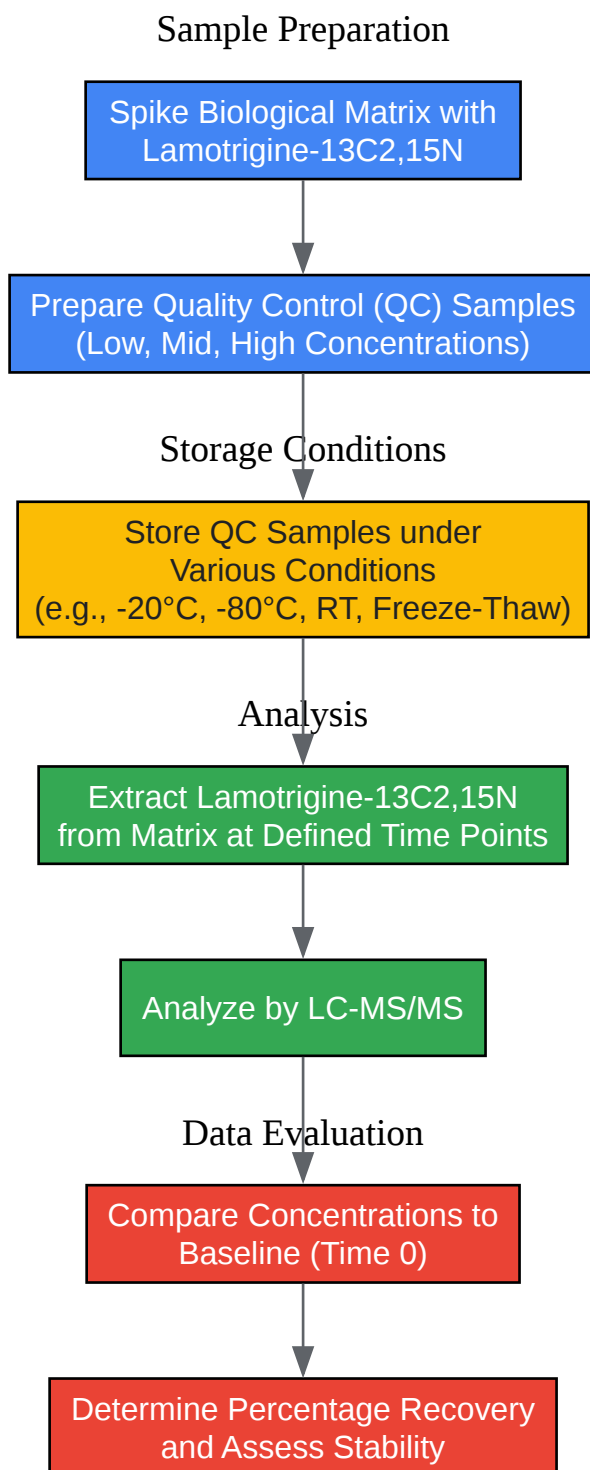 Sample Preparation
Spike Biological Matrix with
Lamotrigine-13C2,15N
Prepare Quality Control (QC) Samples
(Low, Mid, High Concentrations)
Storage Conditions
Store QC Samples under
Various Conditions
(e.g., -20°C, -80°C, RT, Freeze-Thaw)
Analysis
Extract Lamotrigine-13C2,15N
from Matrix at Defined Time Points
Analyze by LC-MS/MS
Data Evaluation
Compare Concentrations to
Baseline (Time 0)
Determine Percentage Recovery
and Assess Stability